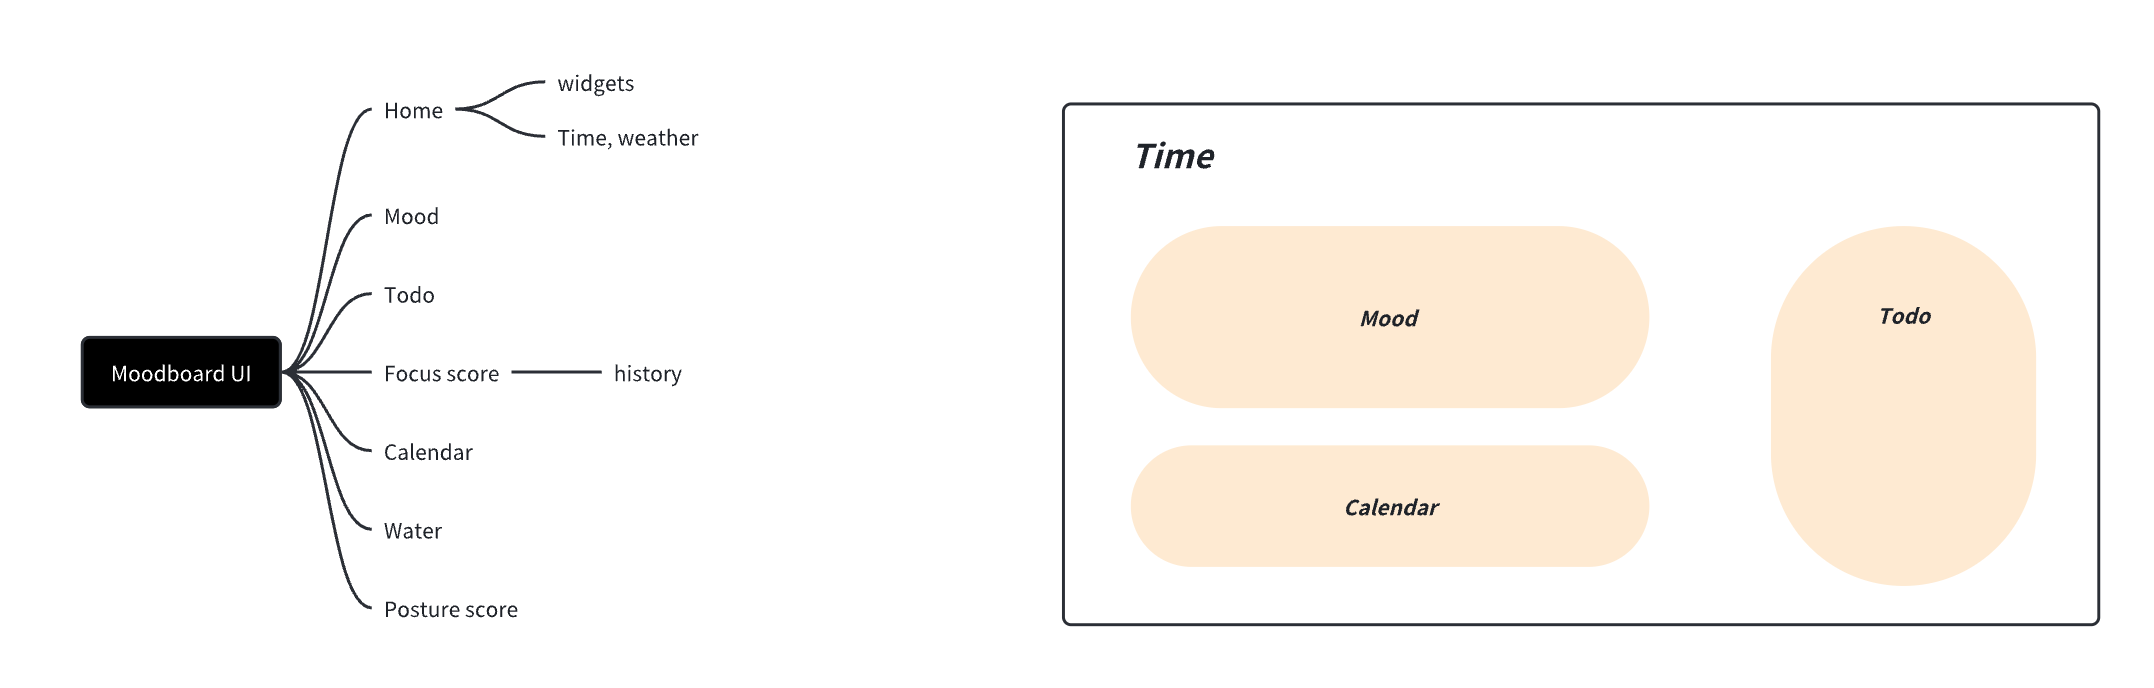 Moodboard UI
Home
widgets
Time, weather
Mood
Todo
Focus score
history
Calendar
Water
Posture score
Time
Mood
Todo
Calendar